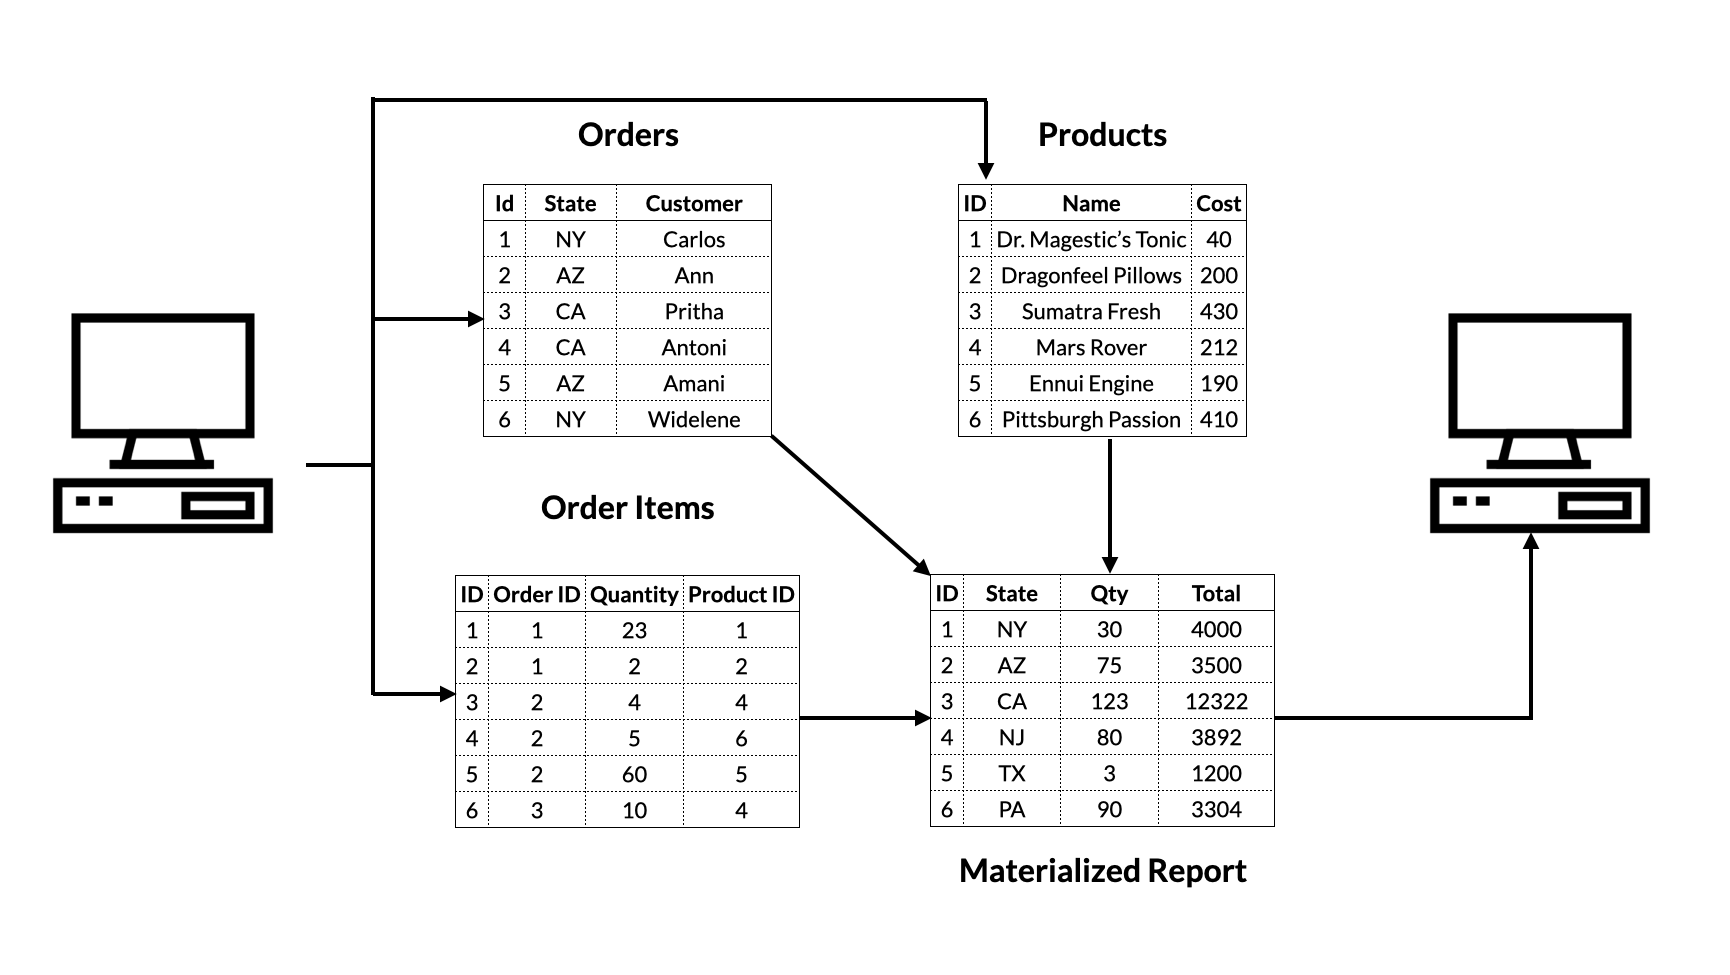 Orders
Id State Customer
1 NY Carlos
2 AZ Ann
3 CA Pritha
4 CA Antoni
5 AZ Amani
6 NY Widelene
Products
ID Name Cost
1 Dr. Magestic's Tonic 40
2 Dragonfeel Pillows 200
3 Sumatra Fresh 430
4 Mars Rover 212
5 Ennui Engine 190
6 Pittsburgh Passion 410
Order Items
ID Order ID Quantity Product ID
1 1 23 1
2 1 2 2
3 2 4 4
4 2 5 6
5 2 60 5
6 3 10 4
ID State Qty Total
1 NY 30 4000
2 AZ 75 3500
3 CA 123 12322
4 NJ 80 3892
5 TX 3 1200
6 PA 90 3304
Materialized Report